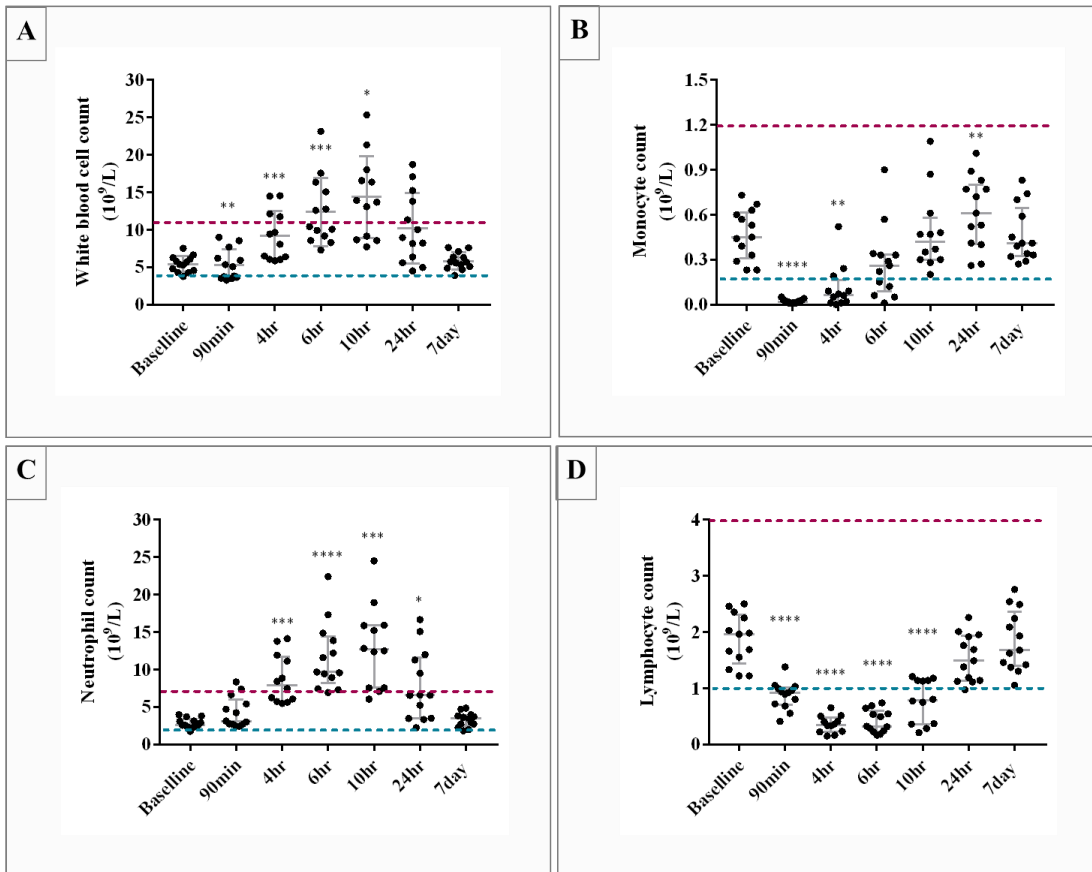 A
White blood cell count
(10⁹/L)
30
25
20
15
10
5
0
**
***
***
*
Baselline
90min
4hr
6hr
10hr
24hr
7day
B
Monocyte count
(10⁹/L)
1.5
1.2
0.9
0.6
0.3
0.0
****
**
**
Baseline
90min
4hr
6hr
10hr
24hr
7day
C
Neutrophil count
(10⁹/L)
30
25
20
15
10
5
0
***
****
***
*
Baselline
90min
4hr
6hr
10hr
24hr
7day
D
Lymphocyte count
(10⁹/L)
4
3
2
1
0
****
****
****
****
Baseline
90min
4hr
6hr
10hr
24hr
7day